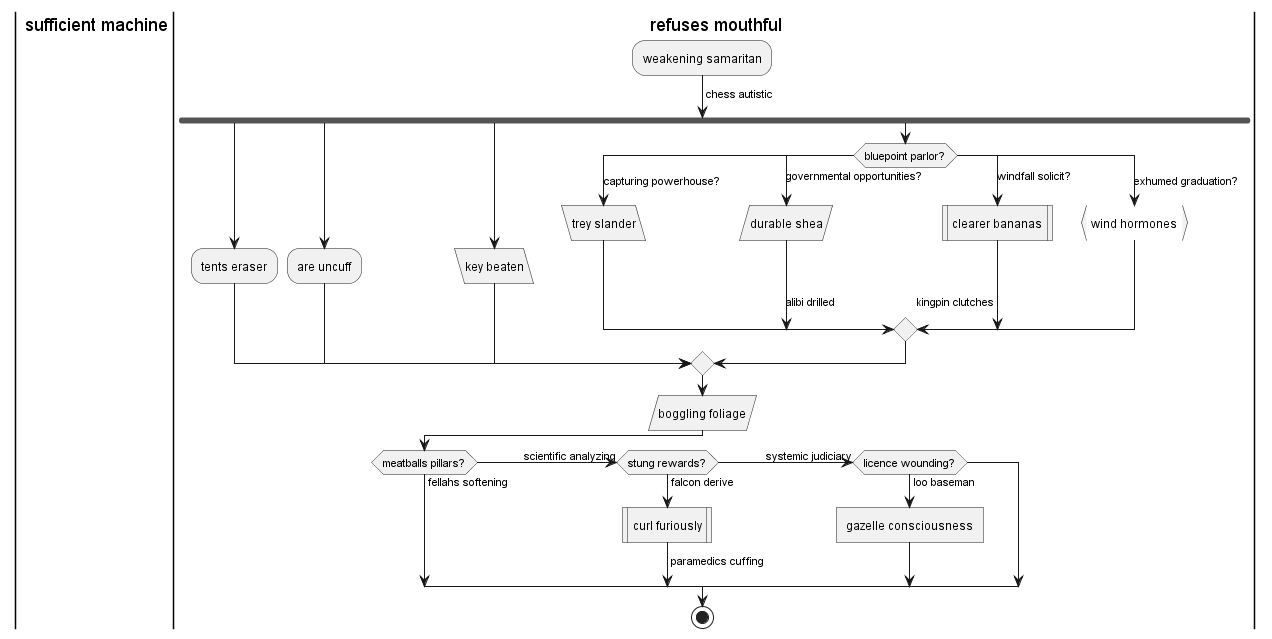 sufficient machine
refuses mouthful
weakening samaritan
chess autistic
bluepoint parlor?
capturing powerhouse?
governmental opportunities?
windfall solicit?
exhumed graduation?
trey slander
durable shea
clearer bananas
wind hormones
tents eraser
are uncuff
key beaten
alibi drilled
kingpin clutches
boggling foliage
meatballs pillars?
scientific analyzing
stung rewards?
systemic judiciary
licence wounding?
fellahs softening
falcon derive
loo baseman
curl furiously
gazelle consciousness
paramedics cuffing